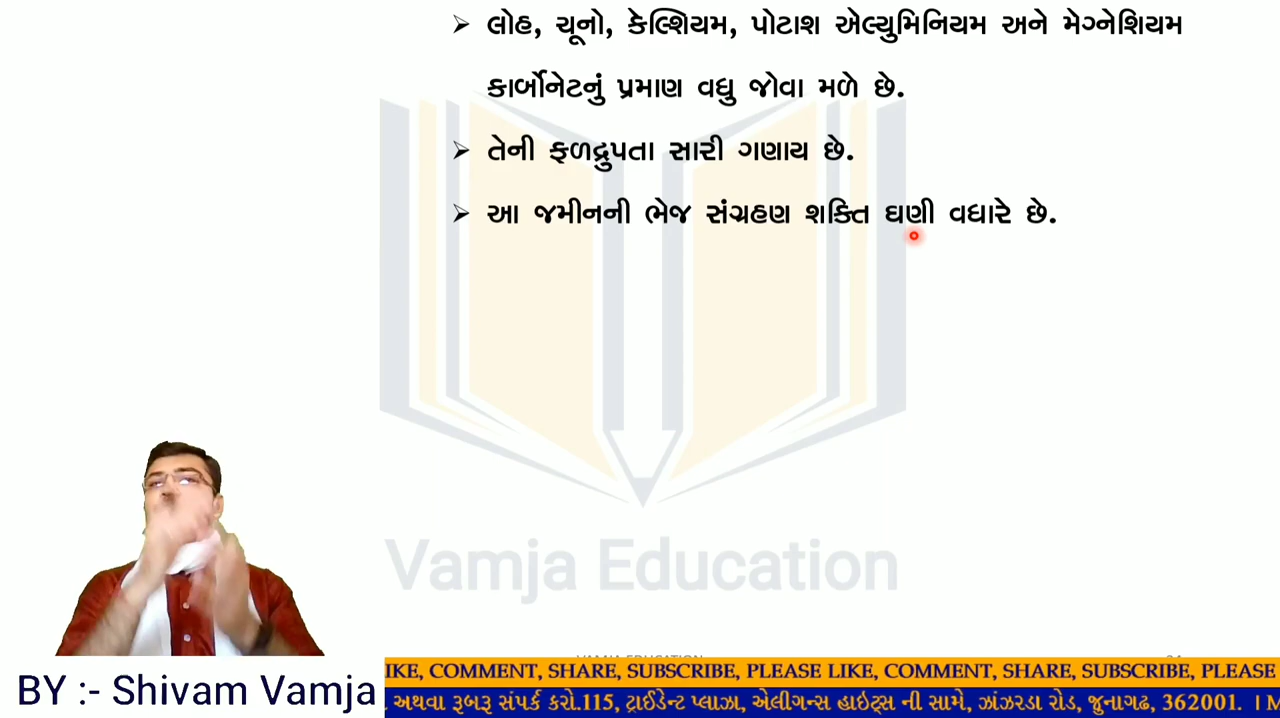 ➢ લોહ, ચૂનો, કેલ્શિયમ, પોટાશ એલ્યુમિનિયમ અને મેગ્નેશિયમ
કાર્બોનેટનું પ્રમાણ વધુ જોવા મળે છે.
➢ તેની ફળદ્રુપતા સારી ગણાય છે.
➢ આ જમીનની ભેજ સંગ્રહણ શક્તિ ઘણી વધારે છે.
Vamja Education
BY :- Shivam Vamja
IKE, COMMENT, SHARE, SUBSCRIBE, PLEASE LIKE, COMMENT, SHARE, SUBSCRIBE, PLEASE
અથવા રૂબરૂ સંપર્ક કરો.115, ટ્રાઈડેન્ટ પ્લાઝા, એલીગન્સ હાઇટ્સ ની સામે, ઝાંઝરડા રોડ, જુનાગઢ, 362001. । M